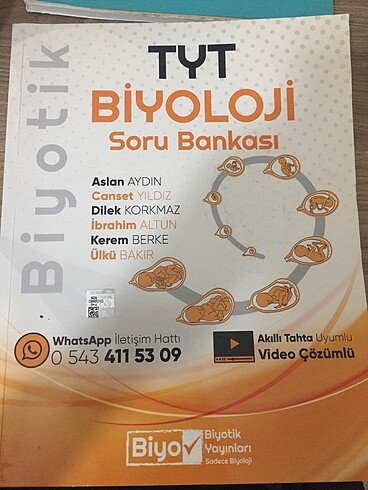 Biyotik
TYT
BİYOLOJİ
Soru Bankası
Aslan AYDIN
Canset YILDIZ
Dilek KORKMAZ
İbrahim ALTUN
Kerem BERKE
Ülkü BAKIR
WhatsApp İletişim Hattı
0 543 411 53 09
Akıllı Tahta Uyumlu
Video Çözümlü
Biyo
Biyotik
Yayınları
Sadece Biyoloji